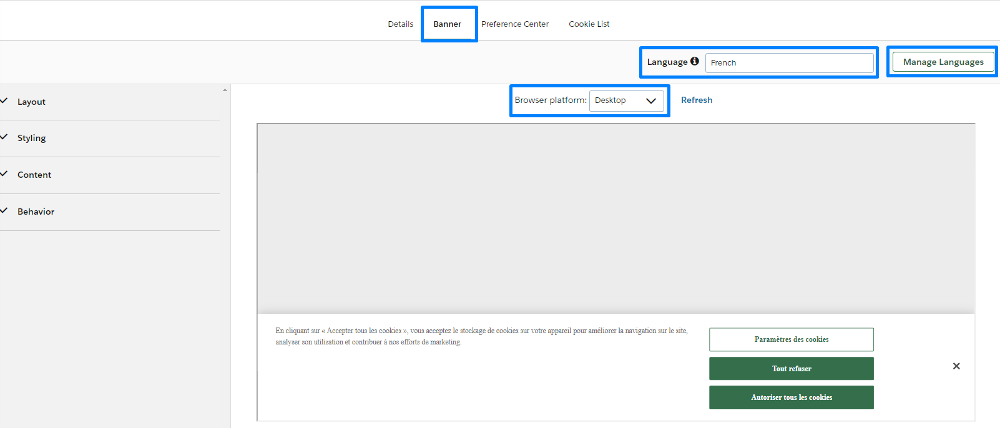 Details Banner Preference Center Cookie List
Language French Manage Languages
Browser platform: Desktop Refresh
Layout
Styling
Content
Behavior
En cliquant sur « Accepter tous les cookies », vous acceptez le stockage de cookies sur votre appareil pour améliorer la navigation sur le site,
analyser son utilisation et contribuer à nos efforts de marketing.
Paramètres des cookies
Tout refuser
Autoriser tous les cookies